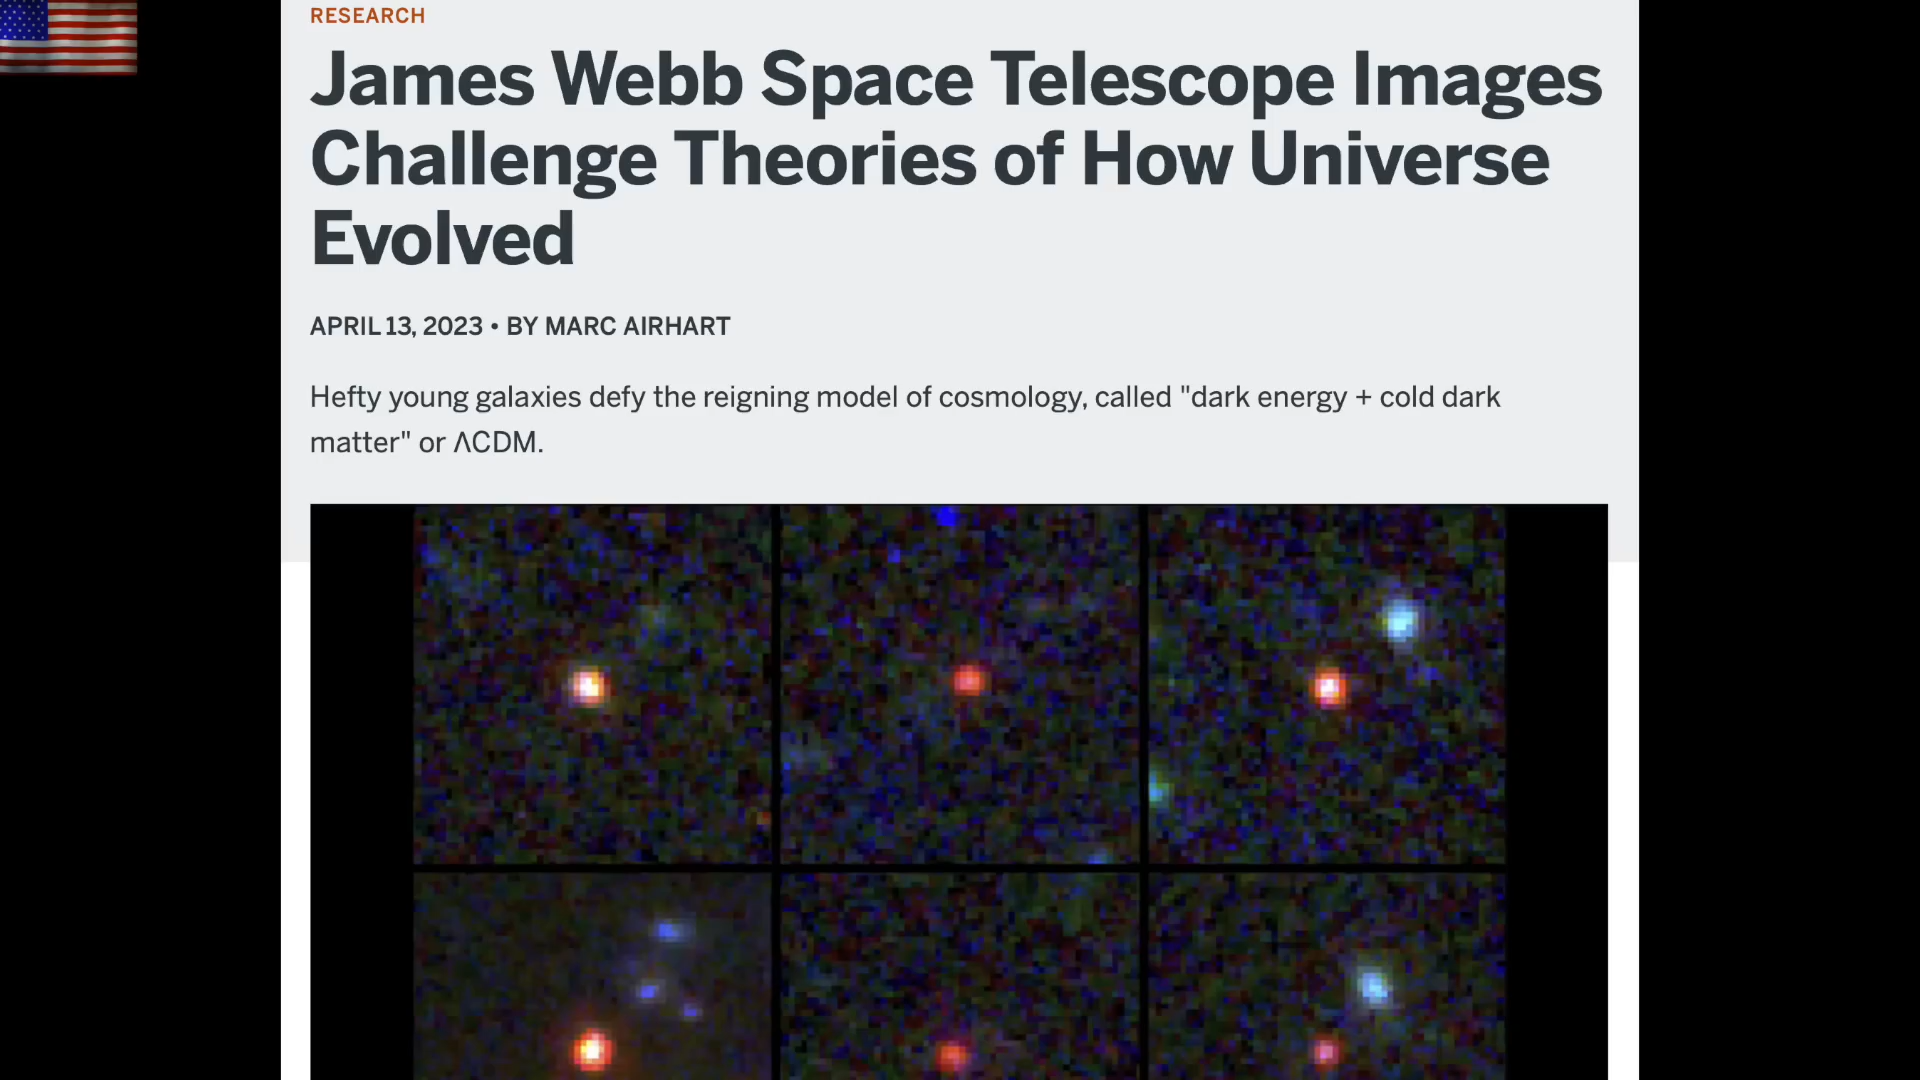 RESEARCH
James Webb Space Telescope Images
Challenge Theories of How Universe
Evolved
APRIL 13, 2023 • BY MARC AIRHART
Hefty young galaxies defy the reigning model of cosmology, called "dark energy + cold dark
matter" or ΛCDM.